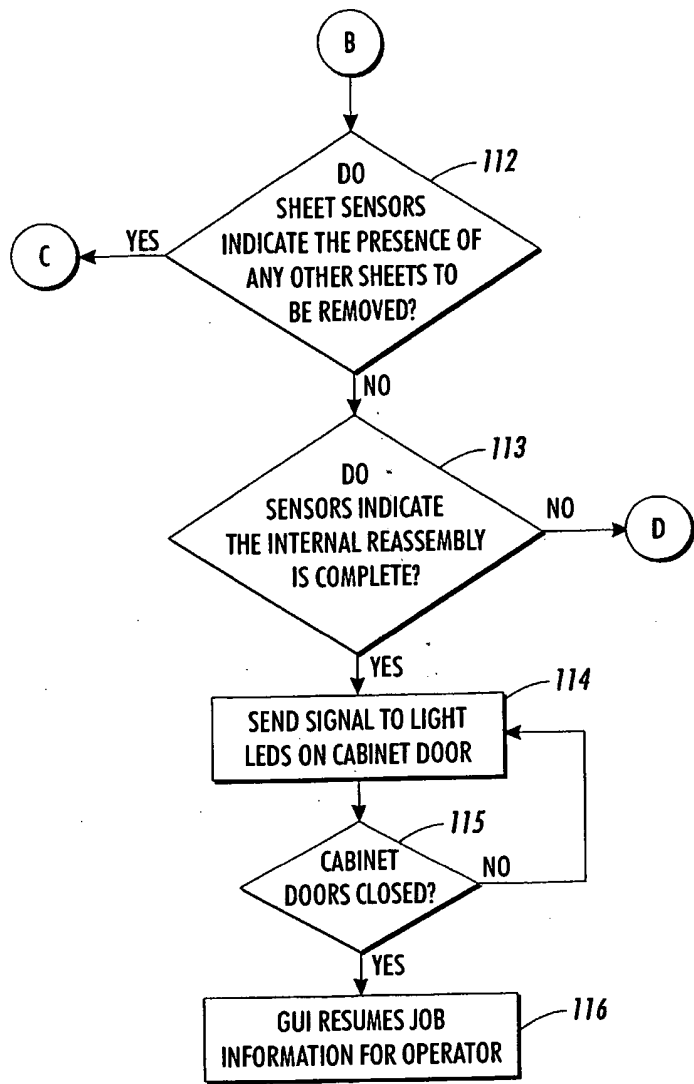 B
112
DO
SHEET SENSORS
INDICATE THE PRESENCE OF
ANY OTHER SHEETS TO
BE REMOVED?
YES
C
NO
113
DO
SENSORS INDICATE
THE INTERNAL REASSEMBLY
IS COMPLETE?
NO
D
YES
114
SEND SIGNAL TO LIGHT
LEDS ON CABINET DOOR
115
CABINET
DOORS CLOSED?
NO
YES
116
GUI RESUMES JOB
INFORMATION FOR OPERATOR